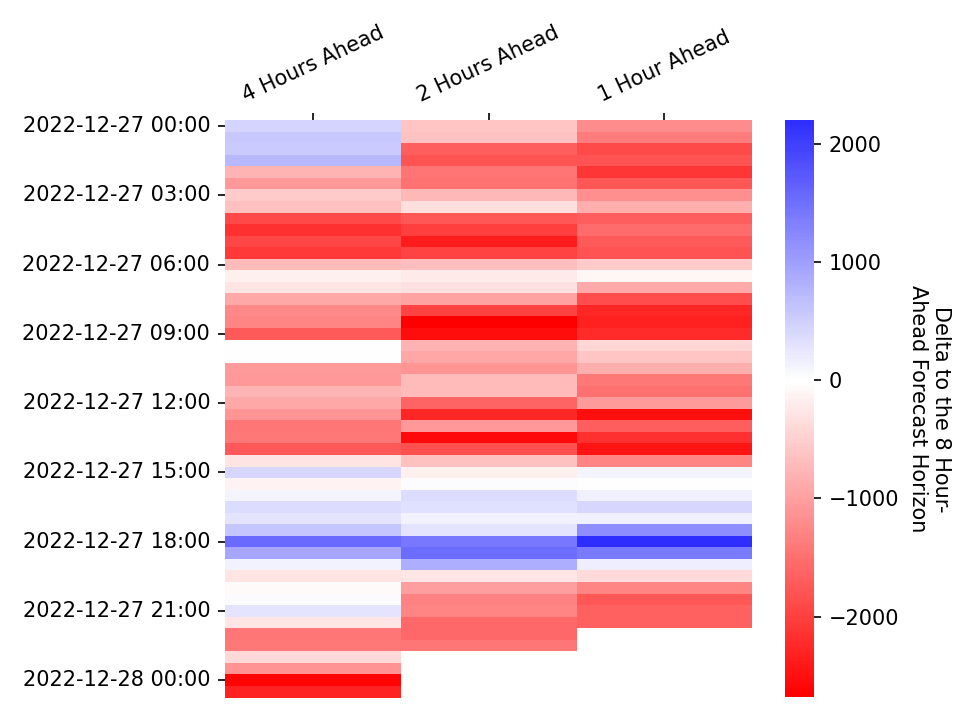 4 Hours Ahead
2 Hours Ahead
1 Hour Ahead
2022-12-27 00:00
2022-12-27 03:00
2022-12-27 06:00
2022-12-27 09:00
2022-12-27 12:00
2022-12-27 15:00
2022-12-27 18:00
2022-12-27 21:00
2022-12-28 00:00
2000
1000
0
−1000
−2000
Delta to the 8 Hour-
Ahead Forecast Horizon